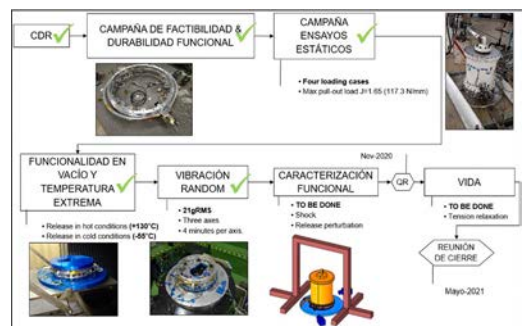 CDR
CAMPAÑA DE FACTIBILIDAD &
DURABILIDAD FUNCIONAL
CAMPAÑA
ENSAYOS
ESTÁTICOS
• Four loading cases
• Max pull-out load J=1.65 (117.3 N/mm)
FUNCIONALIDAD EN
VACÍO Y
TEMPERATURA
EXTREMA
• Release in hot conditions (+130°C)
• Release in cold conditions (-55°C)
VIBRACIÓN
RANDOM
• 21gRMS
• Three axes
• 4 minutes per axis.
CARACTERIZACIÓN
FUNCIONAL
• TO BE DONE
• Shock
• Release perturbation
Nov-2020
QR
VIDA
• TO BE DONE
• Tension relaxation
REUNIÓN
DE CIERRE
Mayo-2021